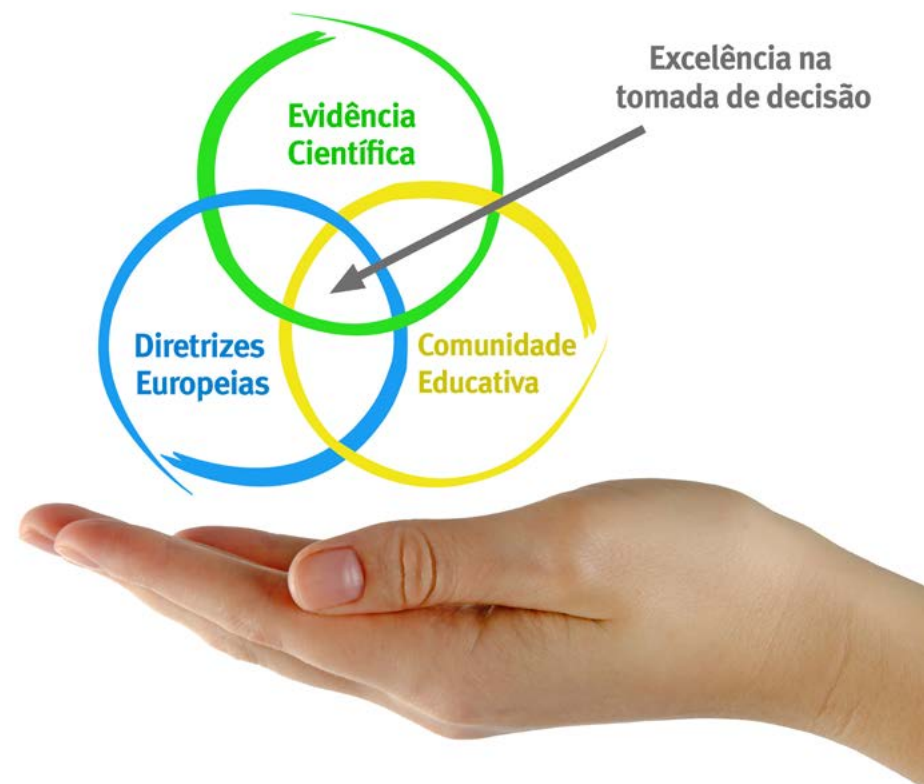 Excelência na
tomada de decisão
Evidência
Científica
Diretrizes
Europeias
Comunidade
Educativa